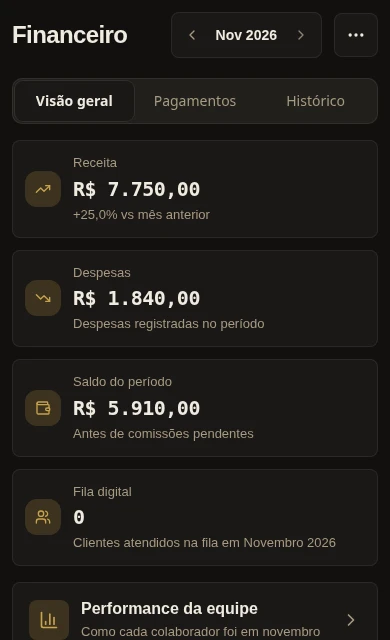 Financeiro
Nov 2026
Visão geral
Pagamentos
Histórico
Receita
R$ 7.750,00
+25,0% vs mês anterior
Despesas
R$ 1.840,00
Despesas registradas no período
Saldo do período
R$ 5.910,00
Antes de comissões pendentes
Fila digital
0
Clientes atendidos na fila em Novembro 2026
Performance da equipe
Como cada colaborador foi em novembro